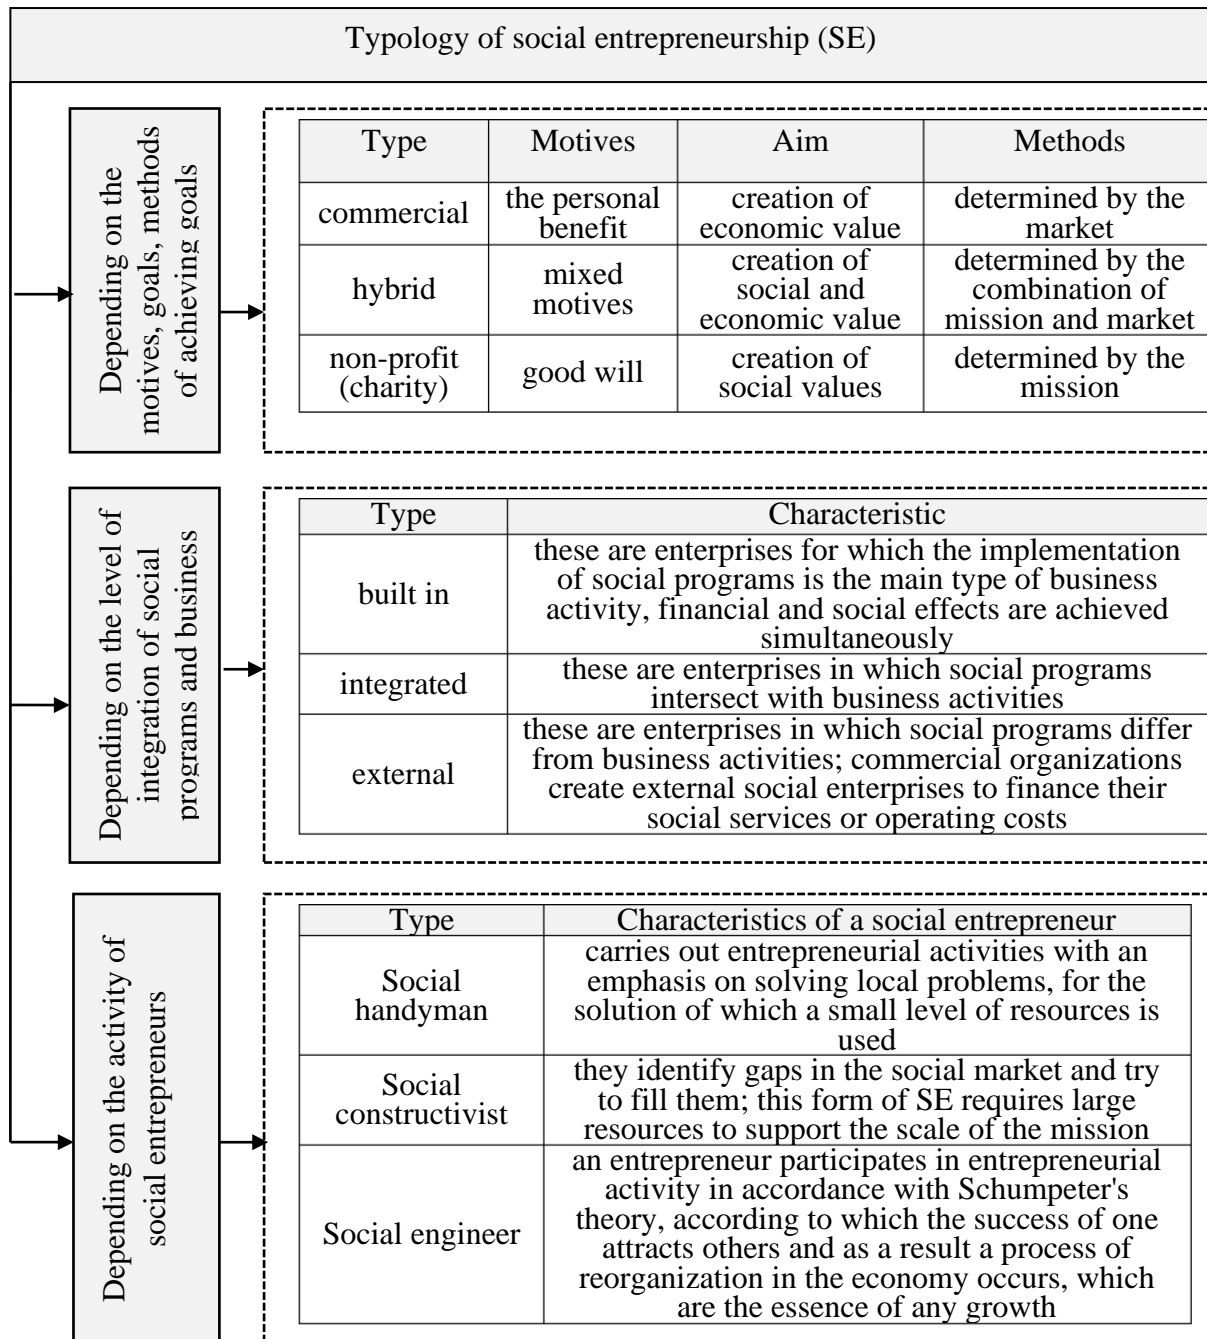 Typology of social entrepreneurship (SE)
Depending on the
motives, goals, methods
of achieving goals
Type
Motives
Aim
Methods
commercial
the personal
benefit
creation of
economic value
determined by the
market
hybrid
mixed
motives
creation of
social and
economic value
determined by the
combination of
mission and market
non-profit
(charity)
good will
creation of
social values
determined by the
mission
Depending on the level of
integration of social
programs and business
Type
Characteristic
built in
these are enterprises for which the implementation
of social programs is the main type of business
activity, financial and social effects are achieved
simultaneously
integrated
these are enterprises in which social programs
intersect with business activities
external
these are enterprises in which social programs differ
from business activities; commercial organizations
create external social enterprises to finance their
social services or operating costs
Depending on the activity of
social entrepreneurs
Type
Characteristics of a social entrepreneur
Social
handyman
carries out entrepreneurial activities with an
emphasis on solving local problems, for the
solution of which a small level of resources is
used
Social
constructivist
they identify gaps in the social market and try
to fill them; this form of SE requires large
resources to support the scale of the mission
Social engineer
an entrepreneur participates in entrepreneurial
activity in accordance with Schumpeter's
theory, according to which the success of one
attracts others and as a result a process of
reorganization in the economy occurs, which
are the essence of any growth